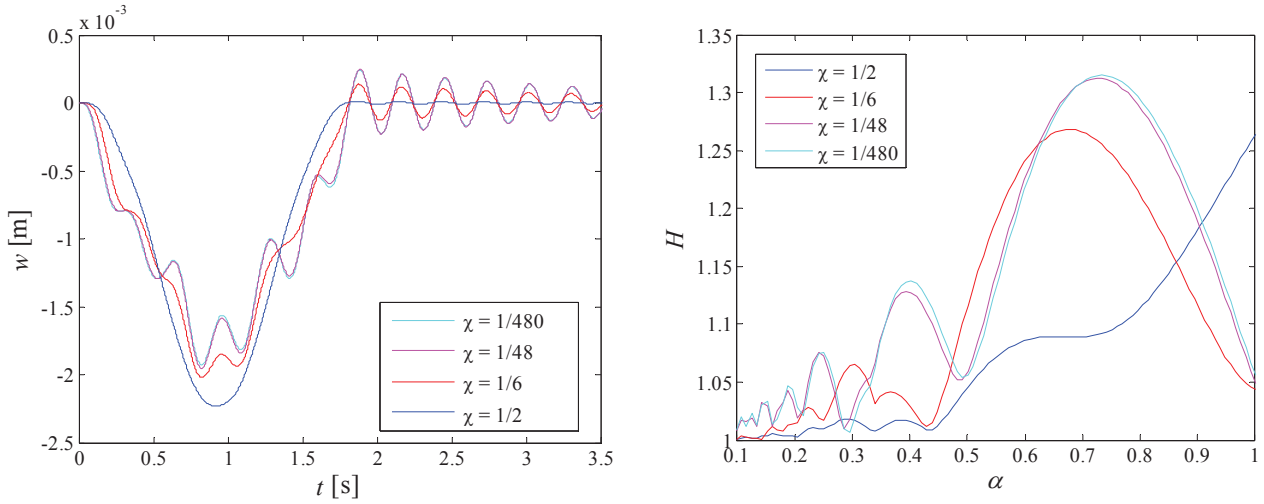 x 10⁻³
0.5
0
-0.5
-1
-1.5
-2
-2.5
w [m]
0 0.5 1 1.5 2 2.5 3 3.5
t [s]
χ = 1/480
χ = 1/48
χ = 1/6
χ = 1/2
1.35
1.3
1.25
1.2
1.15
1.1
1.05
1
H
0.1 0.2 0.3 0.4 0.5 0.6 0.7 0.8 0.9 1
α
χ = 1/2
χ = 1/6
χ = 1/48
χ = 1/480